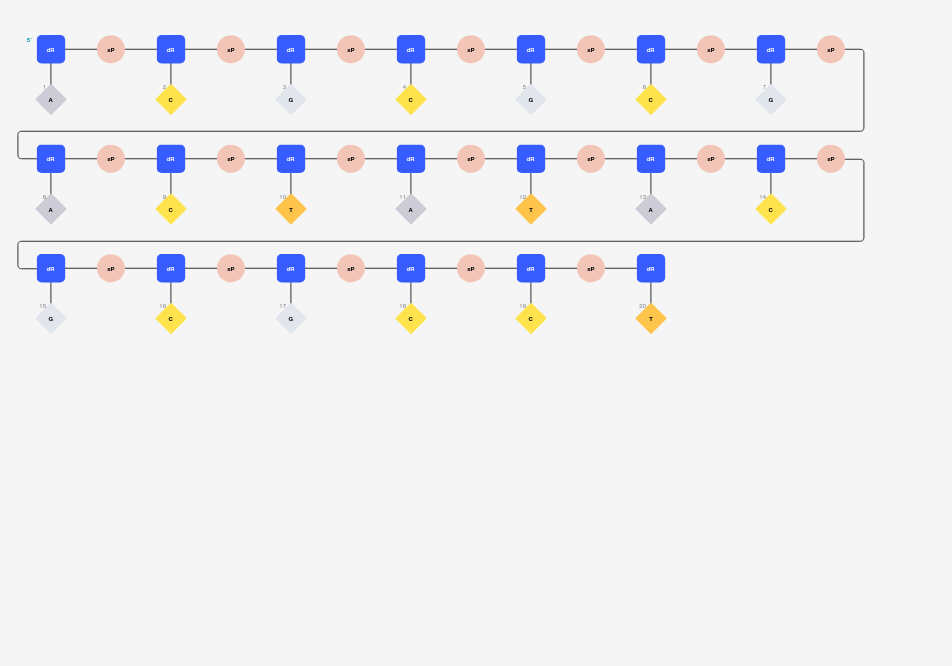 5' dR sP dR sP dR sP dR sP dR sP dR sP dR sP
1 2 3 4 5 6 7
A C G C G C G
dR sP dR sP dR sP dR sP dR sP dR sP dR sP
8 9 10 11 12 13 14
A C T A T A C
dR sP dR sP dR sP dR sP dR sP dR
15 16 17 18 19 20
G C G C C T